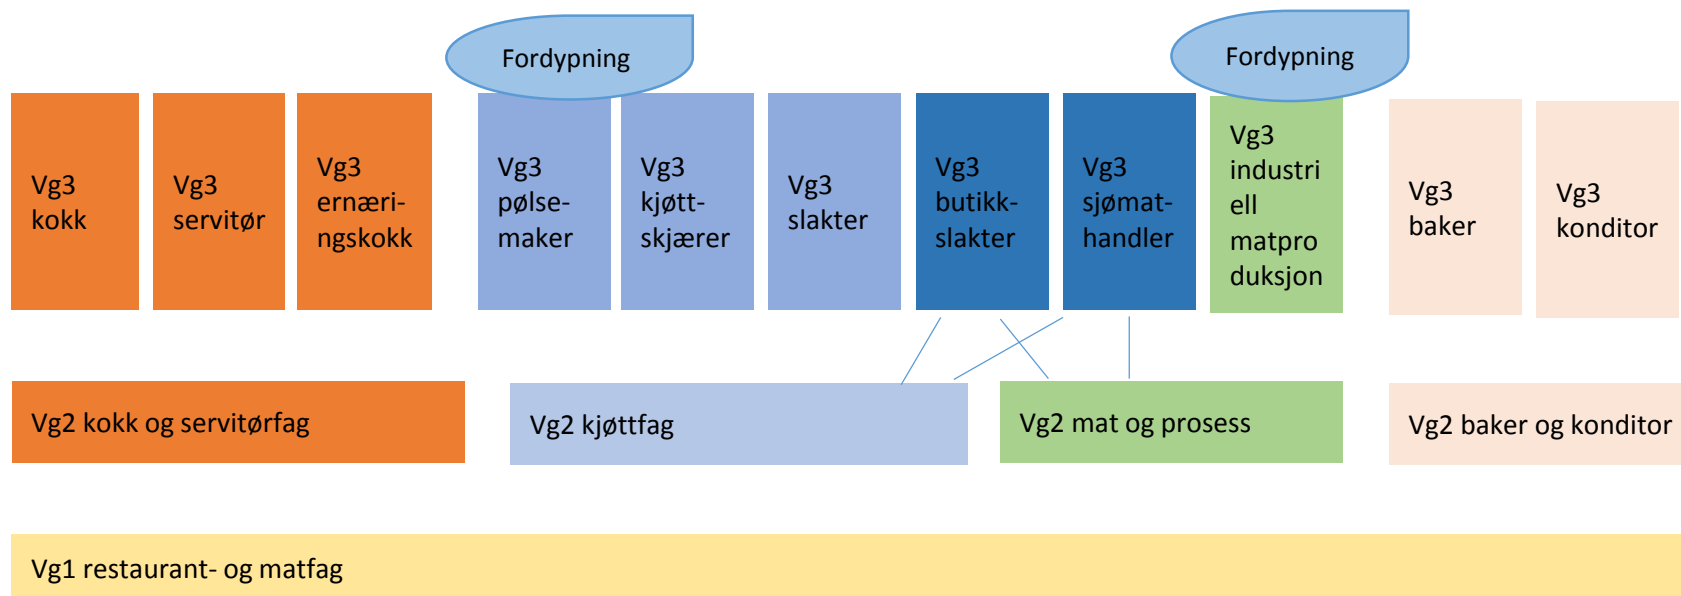 Fordypning
Fordypning
Vg3
kokk
Vg3
servitør
Vg3
ernæri-
ngskokk
Vg3
pølse-
maker
Vg3
kjøtt-
skjærer
Vg3
slakter
Vg3
butikk-
slakter
Vg3
sjømat-
handler
Vg3
industri
ell
matpro
duksjon
Vg3
baker
Vg3
konditor
Vg2 kokk og servitørfag
Vg2 kjøttfag
Vg2 mat og prosess
Vg2 baker og konditor
Vg1 restaurant- og matfag